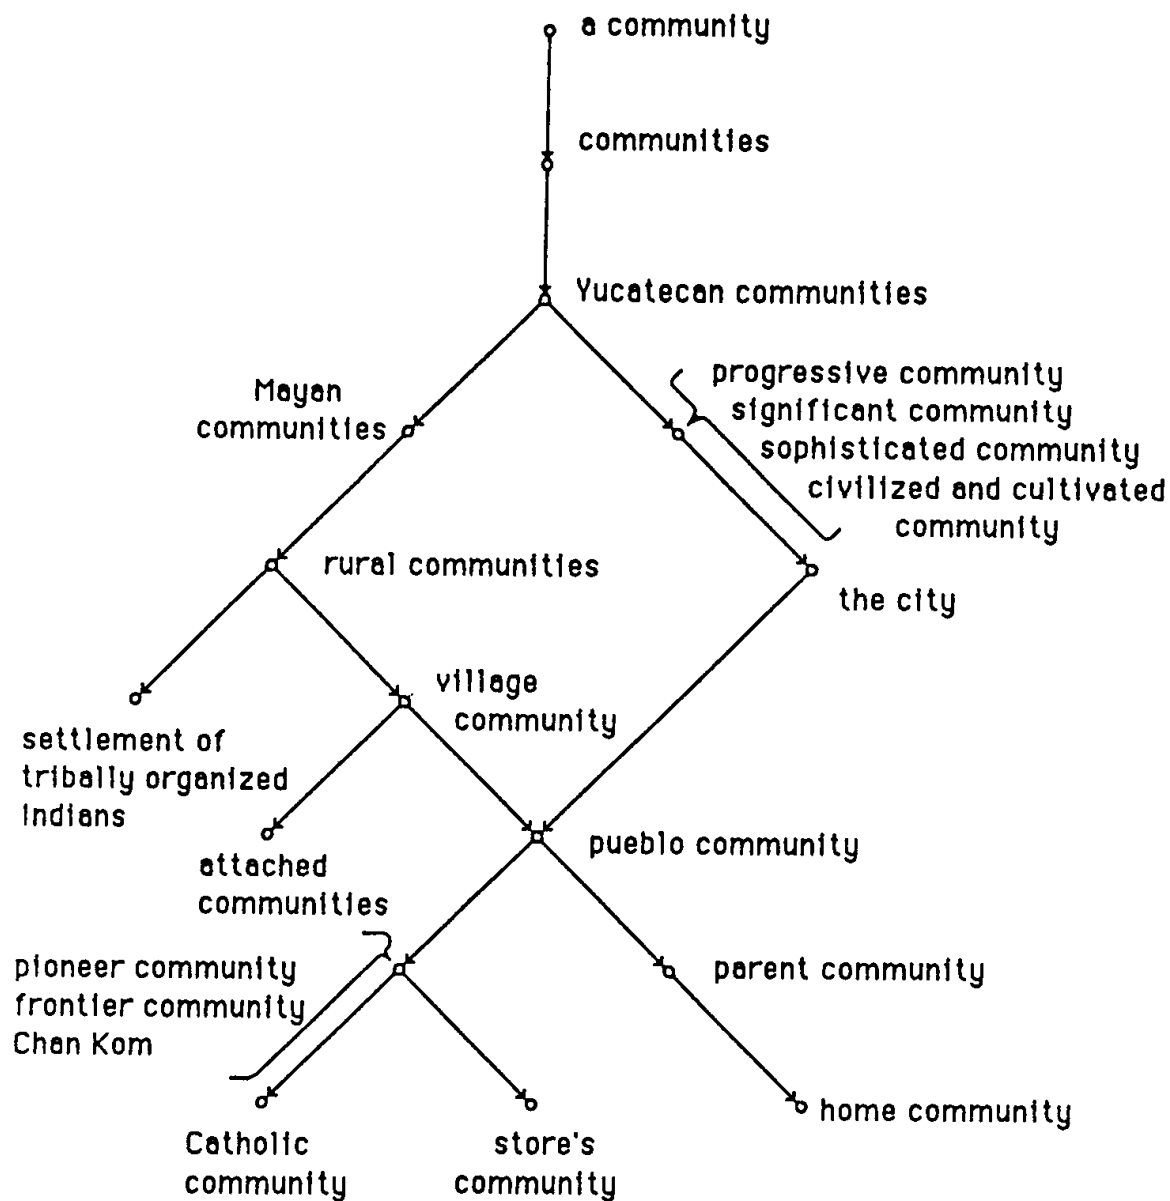 a community
communities
Yucatecan communities
Mayan
communities
progressive community
significant community
sophisticated community
civilized and cultivated
community
rural communities
the city
village
community
settlement of
tribally organized
Indians
attached
communities
pueblo community
pioneer community
frontier community
Chan Kom
parent community
Catholic
community
store's
community
home community